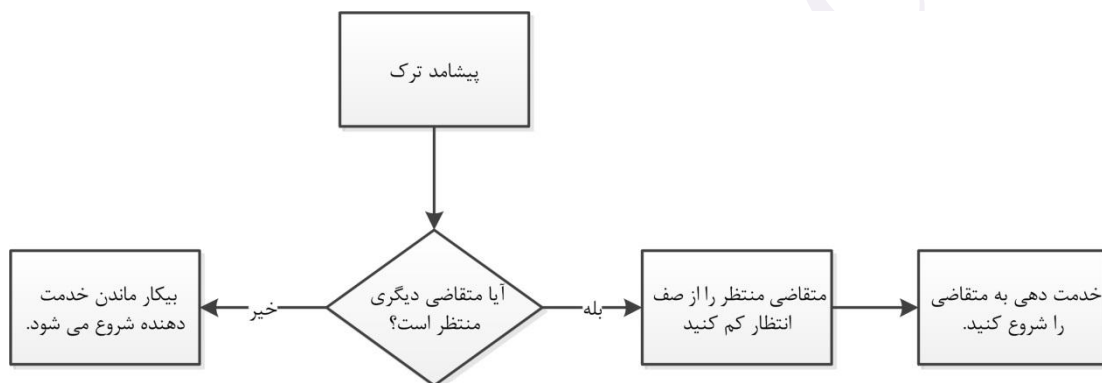 پیشامد ترک
آیا متقاضی دیگری
منتظر است؟
بله
خیر
متقاضی منتظر را از صف
انتظار کم کنید
خدمت دهی به متقاضی
را شروع کنید.
بیکار ماندن خدمت
دهنده شروع می شود.